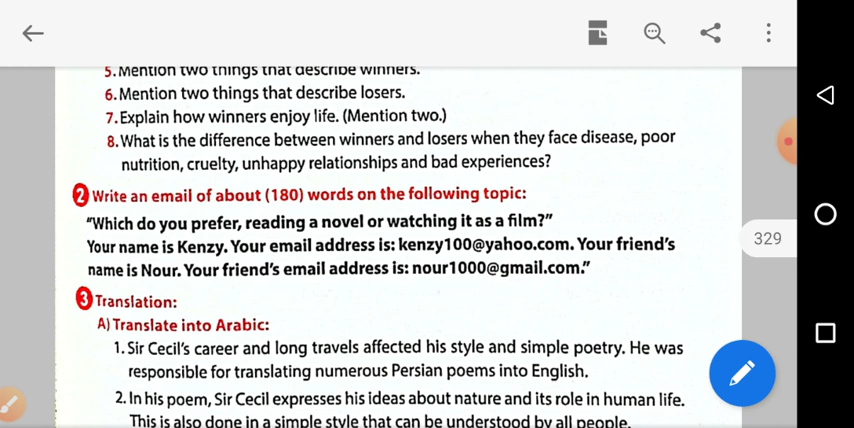 5. Mention two things that describe winners.
6. Mention two things that describe losers.
7. Explain how winners enjoy life. (Mention two.)
8. What is the difference between winners and losers when they face disease, poor
nutrition, cruelty, unhappy relationships and bad experiences?
2 Write an email of about (180) words on the following topic:
"Which do you prefer, reading a novel or watching it as a film?"
Your name is Kenzy. Your email address is: kenzy100@yahoo.com. Your friend's
name is Nour. Your friend's email address is: nour1000@gmail.com."
329
3 Translation:
A) Translate into Arabic:
1. Sir Cecil's career and long travels affected his style and simple poetry. He was
responsible for translating numerous Persian poems into English.
2. In his poem, Sir Cecil expresses his ideas about nature and its role in human life.
This is also done in a simple style that can be understood by all people.